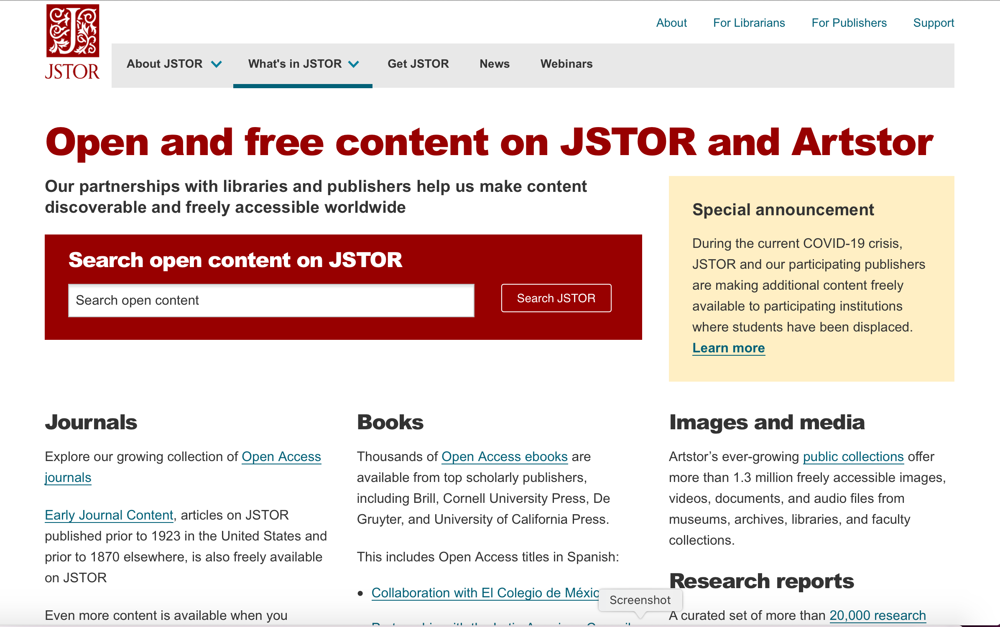 About For Librarians For Publishers Support
JSTOR
About JSTOR What's in JSTOR Get JSTOR News Webinars
Open and free content on JSTOR and Artstor
Our partnerships with libraries and publishers help us make content
discoverable and freely accessible worldwide
Search open content on JSTOR
Search open content
Search JSTOR
Special announcement
During the current COVID-19 crisis,
JSTOR and our participating publishers
are making additional content freely
available to participating institutions
where students have been displaced.
Learn more
Journals
Explore our growing collection of Open Access
journals
Early Journal Content, articles on JSTOR
published prior to 1923 in the United States and
prior to 1870 elsewhere, is also freely available
on JSTOR
Even more content is available when you
Books
Thousands of Open Access ebooks are
available from top scholarly publishers,
including Brill, Cornell University Press, De
Gruyter, and University of California Press.
This includes Open Access titles in Spanish:
Collaboration with El Colegio de Méxic
Screenshot
Images and media
Artstor’s ever-growing public collections offer
more than 1.3 million freely accessible images,
videos, documents, and audio files from
museums, archives, libraries, and faculty
collections.
Research reports
A curated set of more than 20,000 research